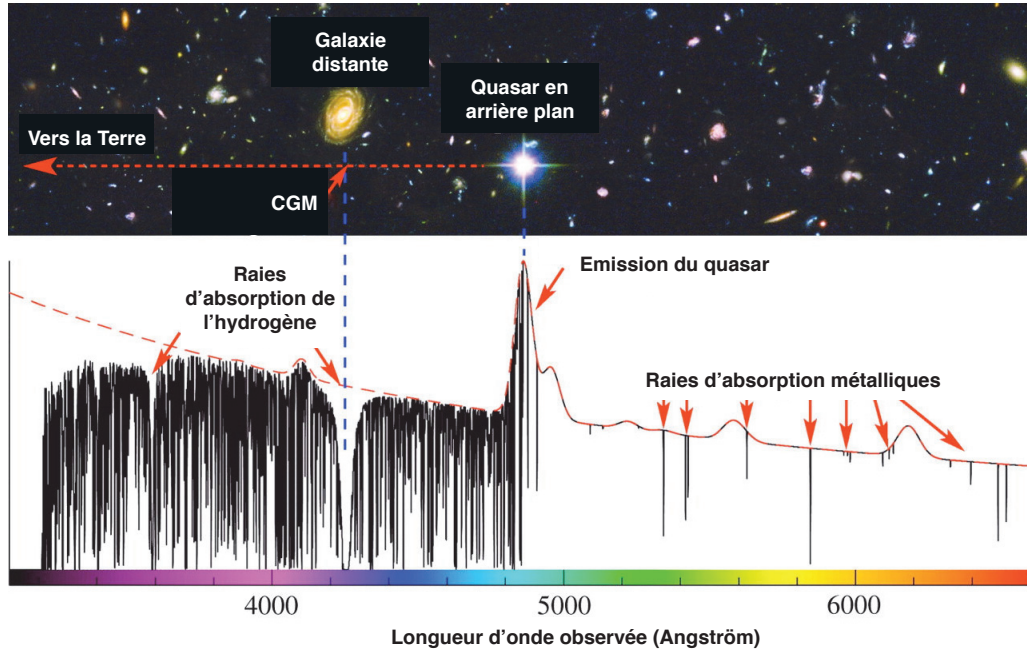 Galaxie
distante
Quasar en
arrière plan
Vers la Terre
CGM
Raies
d'absorption de
l'hydrogène
Emission du quasar
Raies d'absorption métalliques
4000
5000
6000
Longueur d'onde observée (Angström)